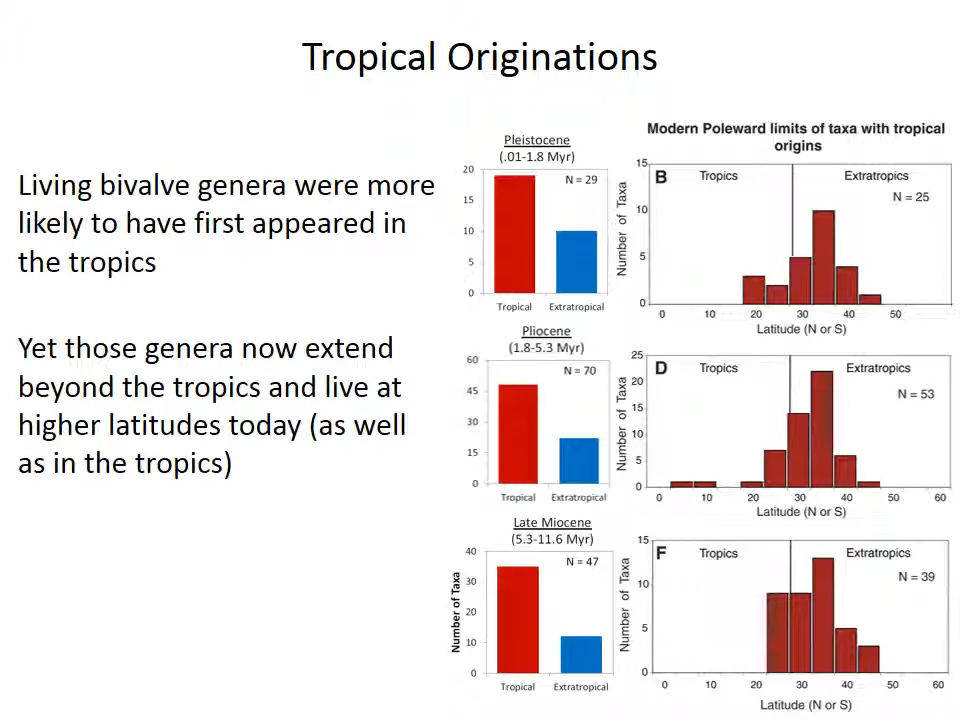 Tropical Originations
Living bivalve genera were more
likely to have first appeared in
the tropics
Yet those genera now extend
beyond the tropics and live at
higher latitudes today (as well
as in the tropics)
Pleistocene
(.01-1.8 Myr)
N = 29
20
15
10
5
0
Tropical Extratropical
Modern Poleward limits of taxa with tropical
origins
B Tropics Extratropics
N = 25
Number of Taxa
15
10
5
0
0 10 20 30 40 50
Latitude (N or S)
Pliocene
(1.8-5.3 Myr)
N = 70
60
45
30
15
0
Tropical Extratropical
D Tropics Extratropics
N = 53
Number of Taxa
25
20
15
10
5
0
0 10 20 30 40 50 60
Latitude (N or S)
Late Miocene
(5.3-11.6 Myr)
N = 47
Number of Taxa
40
30
20
10
0
Tropical Extratropical
F Tropics Extratropics
N = 39
Number of Taxa
15
10
5
0
0 10 20 30 40 50 60
Latitude (N or S)